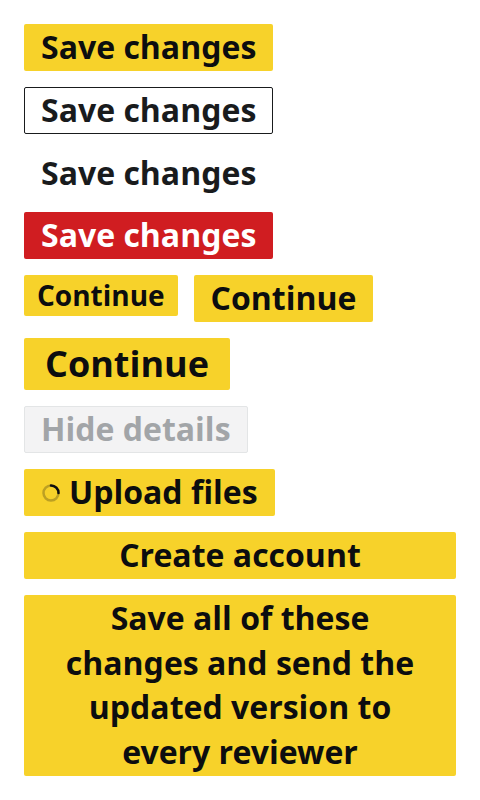 Save changes
Save changes
Save changes
Save changes
Continue Continue
Continue
Hide details
Upload files
Create account
Save all of these
changes and send the
updated version to
every reviewer